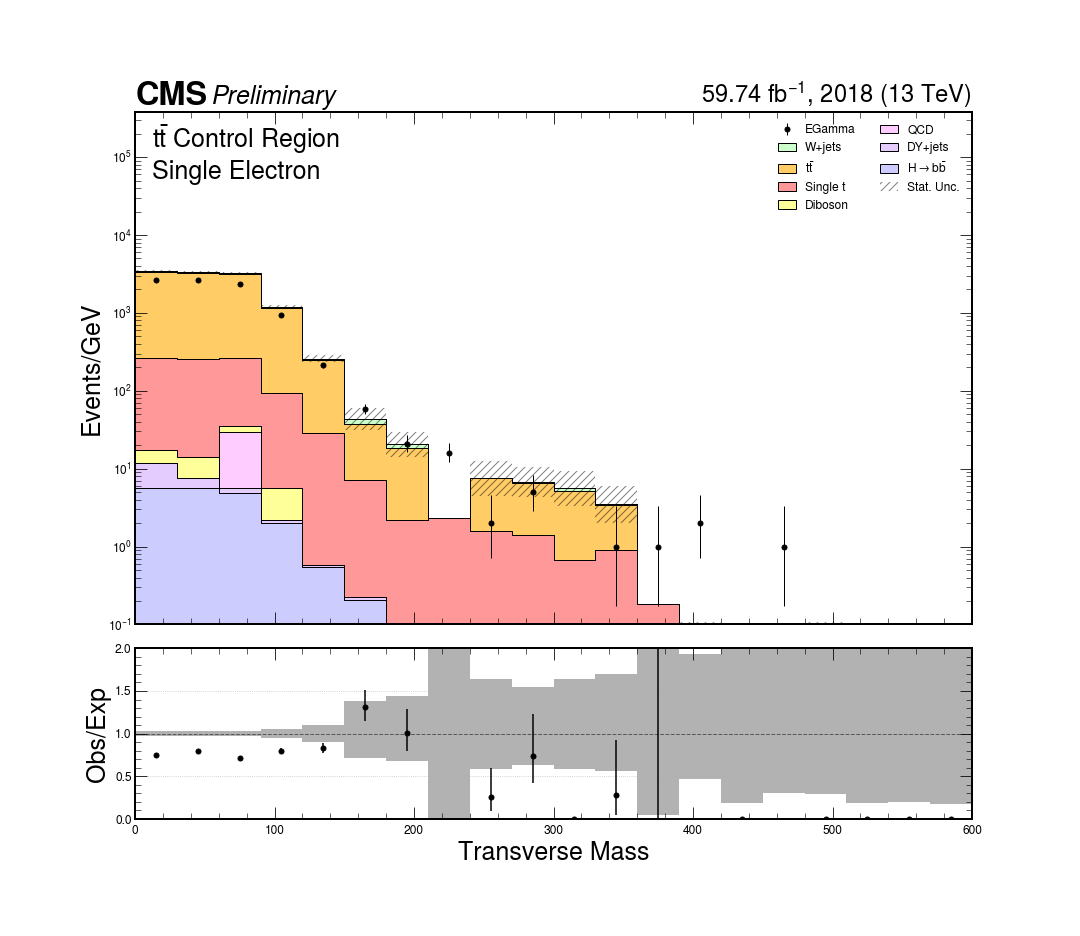 CMS Preliminary
59.74 fb⁻¹, 2018 (13 TeV)
tt̄ Control Region
Single Electron
EGamma
W+jets
tt̄
Single t
Diboson
QCD
DY+jets
H→bb̄
Stat. Unc.
Events/GeV
10⁵
10⁴
10³
10²
10¹
10⁰
10⁻¹
Obs/Exp
2.0
1.5
1.0
0.5
0.0
0 100 200 300 400 500 600
Transverse Mass